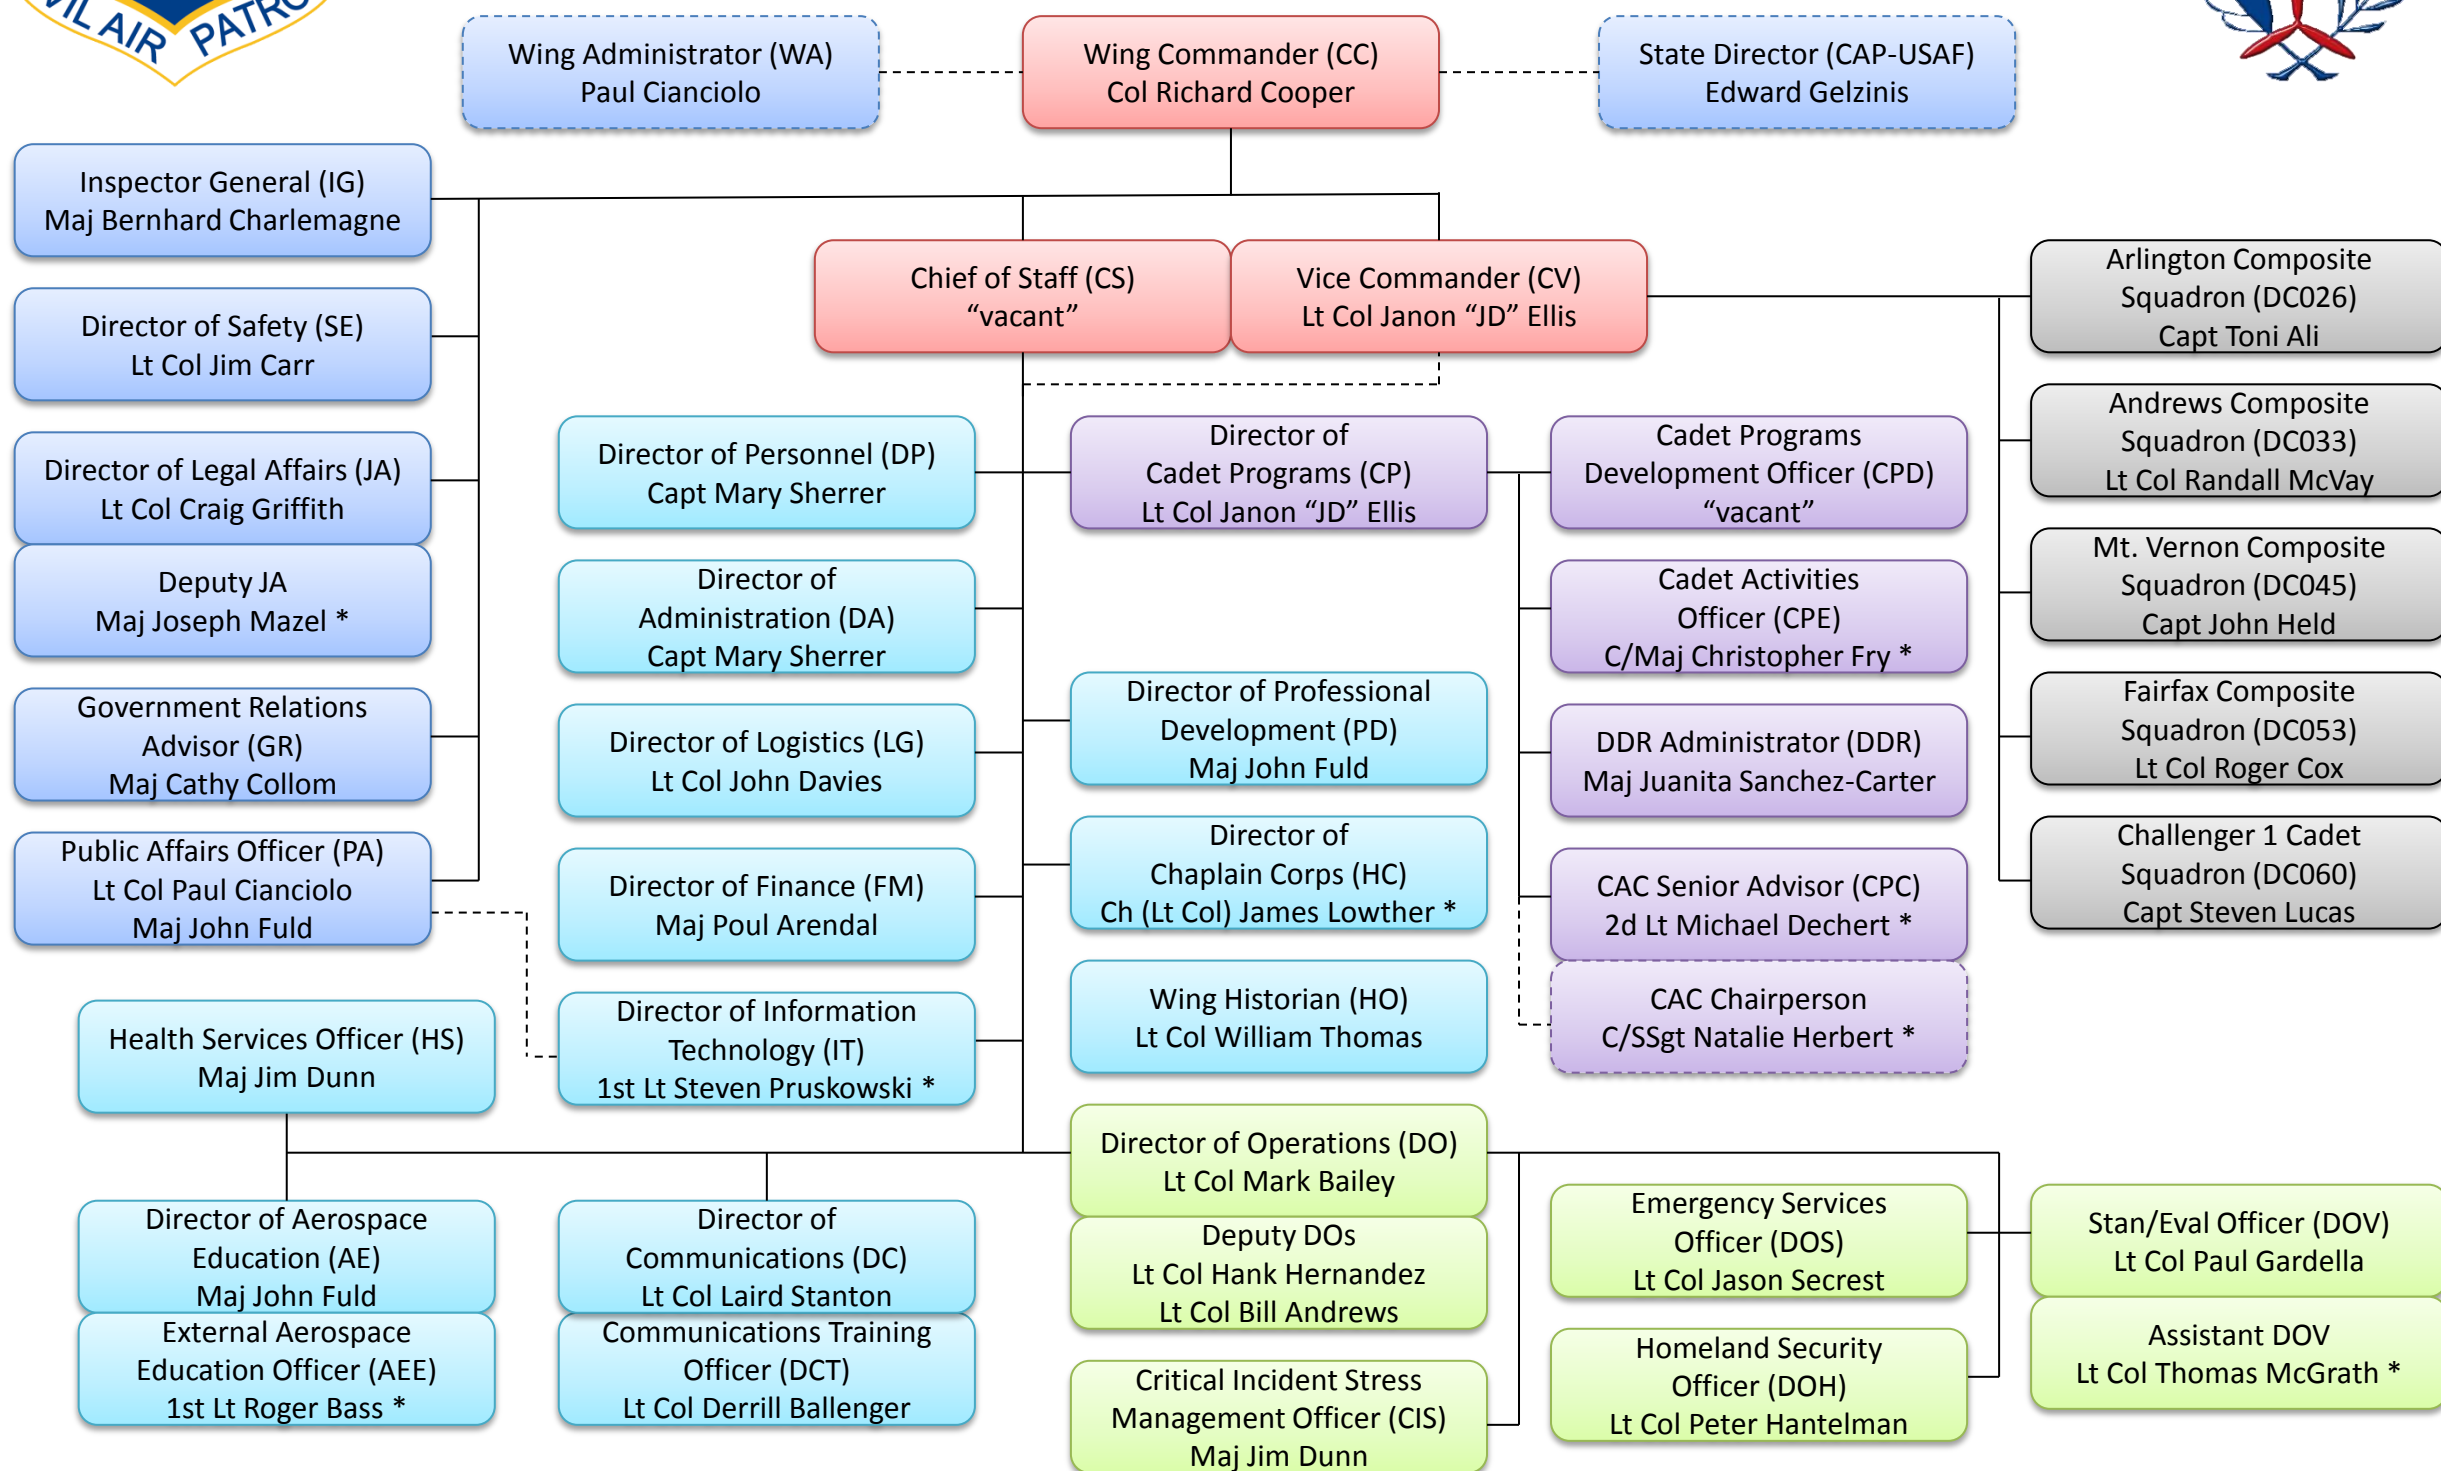 CIVIL AIR PATROL
Wing Administrator (WA)
Paul Cianciolo
Wing Commander (CC)
Col Richard Cooper
State Director (CAP-USAF)
Edward Gelzinis
Inspector General (IG)
Maj Bernhard Charlemagne
Chief of Staff (CS)
“vacant”
Vice Commander (CV)
Lt Col Janon “JD” Ellis
Arlington Composite
Squadron (DC026)
Capt Toni Ali
Director of Safety (SE)
Lt Col Jim Carr
Andrews Composite
Squadron (DC033)
Lt Col Randall McVay
Director of Legal Affairs (JA)
Lt Col Craig Griffith
Deputy JA
Maj Joseph Mazel *
Director of Personnel (DP)
Capt Mary Sherrer
Director of
Cadet Programs (CP)
Lt Col Janon “JD” Ellis
Cadet Programs
Development Officer (CPD)
“vacant”
Director of
Administration (DA)
Capt Mary Sherrer
Cadet Activities
Officer (CPE)
C/Maj Christopher Fry *
Mt. Vernon Composite
Squadron (DC045)
Capt John Held
Government Relations
Advisor (GR)
Maj Cathy Collom
Director of Logistics (LG)
Lt Col John Davies
Director of Professional
Development (PD)
Maj John Fuld
DDR Administrator (DDR)
Maj Juanita Sanchez-Carter
Fairfax Composite
Squadron (DC053)
Lt Col Roger Cox
Public Affairs Officer (PA)
Lt Col Paul Cianciolo
Maj John Fuld
Director of Finance (FM)
Maj Poul Arendal
Director of
Chaplain Corps (HC)
Ch (Lt Col) James Lowther *
CAC Senior Advisor (CPC)
2d Lt Michael Dechert *
Challenger 1 Cadet
Squadron (DC060)
Capt Steven Lucas
Health Services Officer (HS)
Maj Jim Dunn
Director of Information
Technology (IT)
1st Lt Steven Pruskowski *
Wing Historian (HO)
Lt Col William Thomas
CAC Chairperson
C/SSgt Natalie Herbert *
Director of Operations (DO)
Lt Col Mark Bailey
Deputy DOs
Lt Col Hank Hernandez
Lt Col Bill Andrews
Director of Aerospace
Education (AE)
Maj John Fuld
External Aerospace
Education Officer (AEE)
1st Lt Roger Bass *
Director of
Communications (DC)
Lt Col Laird Stanton
Communications Training
Officer (DCT)
Lt Col Derrill Ballenger
Critical Incident Stress
Management Officer (CIS)
Maj Jim Dunn
Emergency Services
Officer (DOS)
Lt Col Jason Secrest
Homeland Security
Officer (DOH)
Lt Col Peter Hantelman
Stan/Eval Officer (DOV)
Lt Col Paul Gardella
Assistant DOV
Lt Col Thomas McGrath *